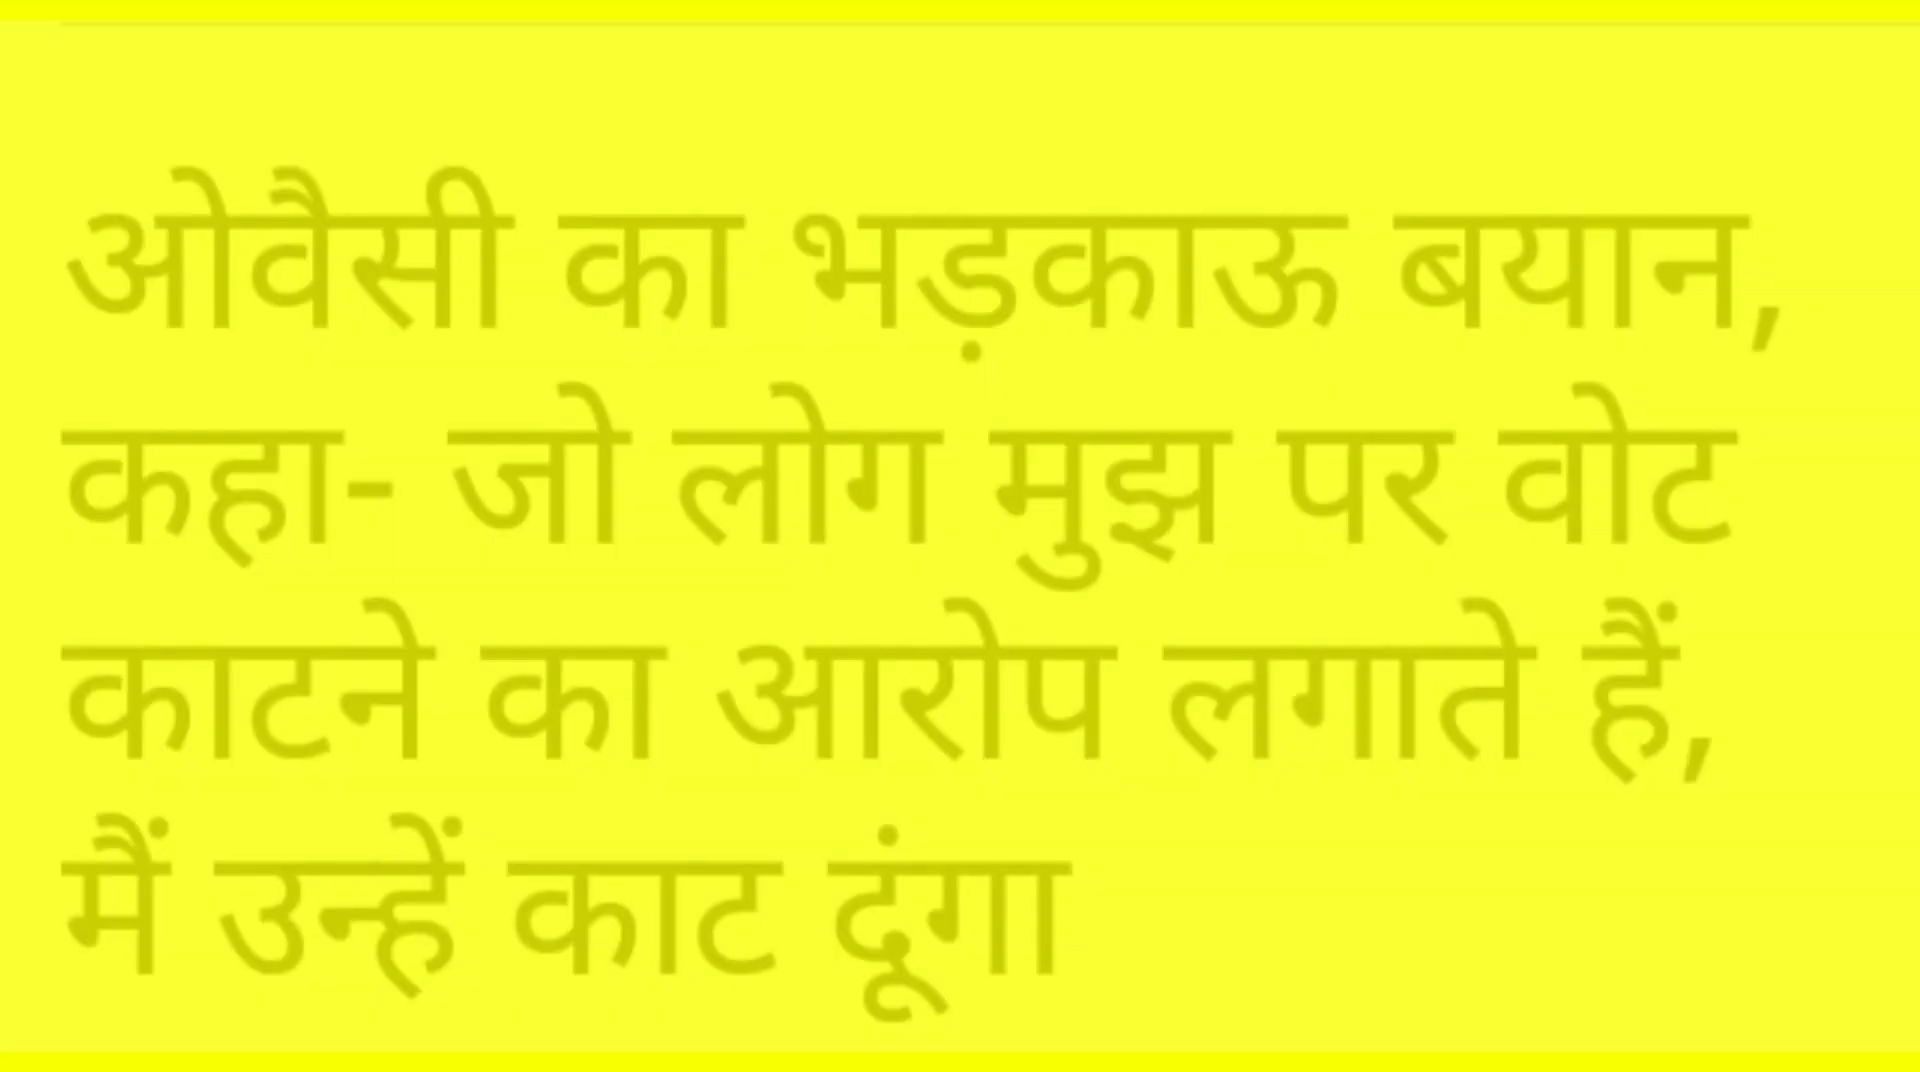 ओवैसी का भड़काऊ बयान,
कहा- जो लोग मुझ पर वोट
काटने का आरोप लगाते हैं,
मैं उन्हें काट दूंगा